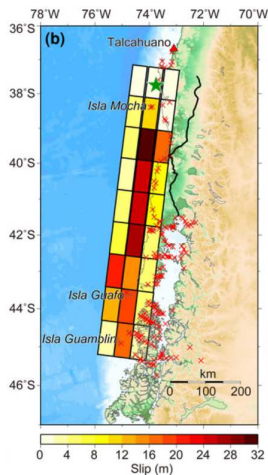 78°W 76°W 74°W 72°W 70°W
36°S
(b)
Talcahuano
38°S
Isla Mocha
40°S
42°S
44°S
Isla Guafo
Isla Guamblin
46°S
km
0 100 200
0 4 8 12 16 20 24 28 32
Slip (m)